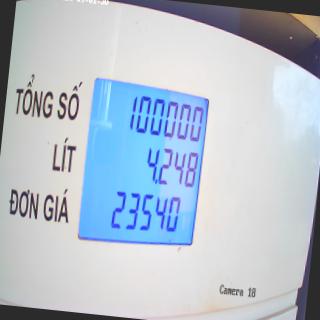 TỔNG SỐ 100000
LÍT 4.248
ĐƠN GIÁ 23540
Camera 18